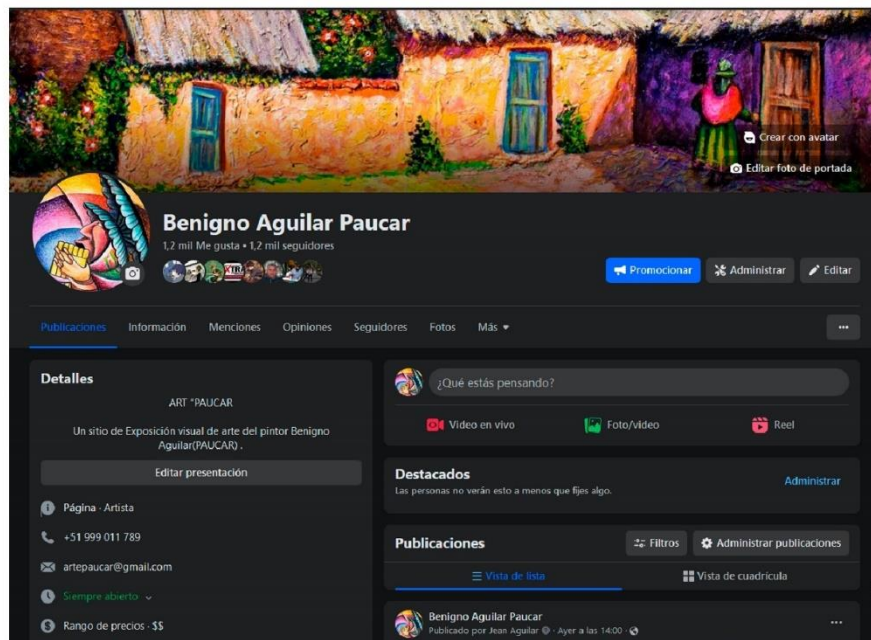 Crear con avatar
Editar foto de portada
Benigno Aguilar Paucar
1,2 mil Me gusta • 1,2 mil seguidores
XTRA
Promocionar
Administrar
Editar
Publicaciones
Información
Menciones
Opiniones
Seguidores
Fotos
Más
Detalles
ART "PAUCAR
Un sitio de Exposición visual de arte del pintor Benigno
Aguilar(PAUCAR) .
Editar presentación
Página · Artista
+51 999 011 789
artepaucar@gmail.com
Siempre abierto
Rango de precios · $$
¿Qué estás pensando?
Video en vivo
Foto/video
Reel
Destacados
Las personas no verán esto a menos que fijes algo.
Administrar
Publicaciones
Filtros
Administrar publicaciones
Vista de lista
Vista de cuadrícula
Benigno Aguilar Paucar
Publicado por Jean Aguilar · Ayer a las 14:00 ·